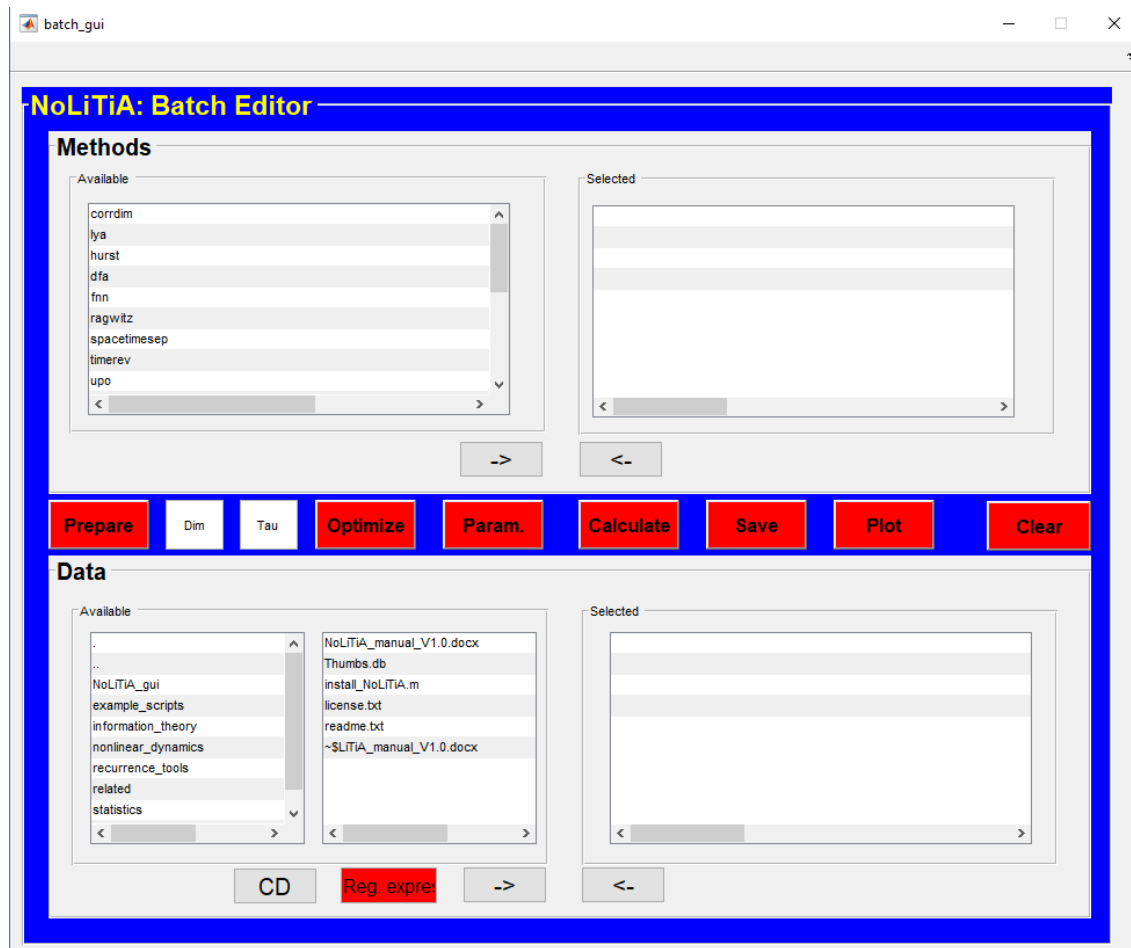 batch_gui
NoLiTiA: Batch Editor
Methods
Available
Selected
corrdim
lya
hurst
dfa
fnn
ragwitz
spacetimesep
timerev
upo
->
<-
Prepare
Dim
Tau
Optimize
Param.
Calculate
Save
Plot
Clear
Data
Available
Selected
.
..
NoLiTiA_gui
example_scripts
information_theory
nonlinear_dynamics
recurrence_tools
related
statistics
NoLiTiA_manual_V1.0.docx
Thumbs.db
install_NoLiTiA.m
license.txt
readme.txt
~$LiTiA_manual_V1.0.docx
CD
Reg. expre
->
<-